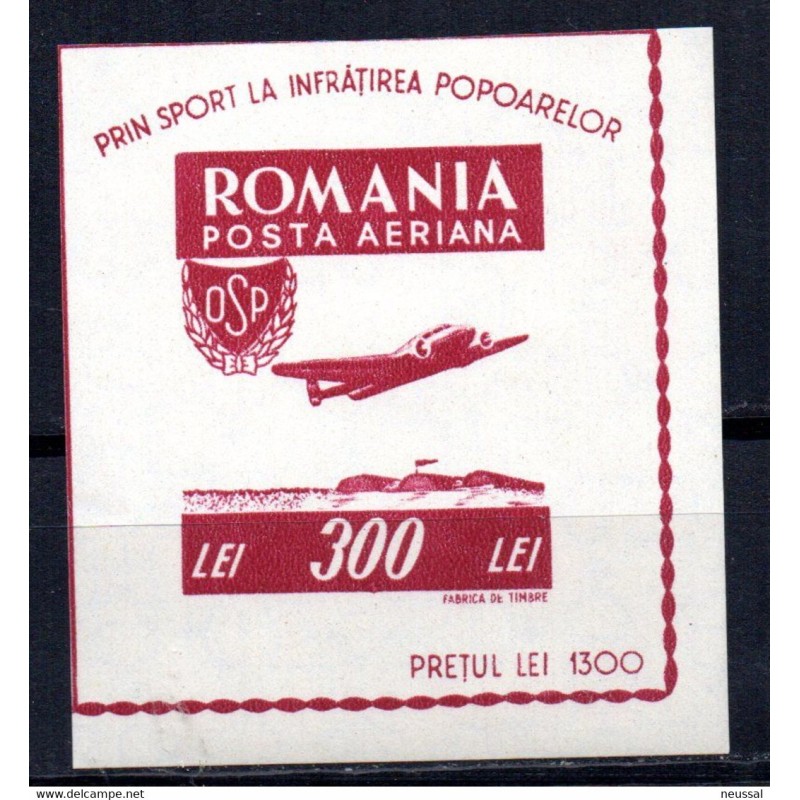 PRIN SPORT LA INFRĂȚIREA POPOARELOR
ROMANIA
POSTA AERIANA
OSP
LEI 300 LEI
FABRICA DE TIMBRE
PREȚUL LEI 1300
www.delcampe.net
neussal